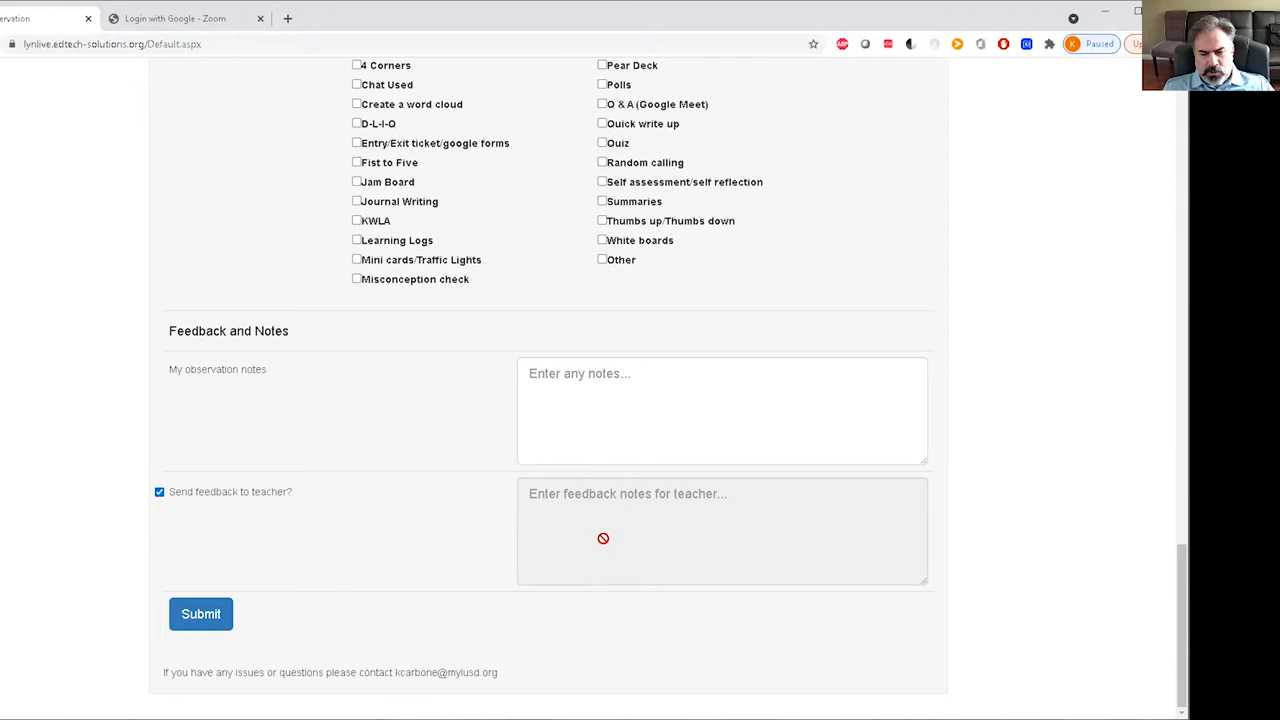 ervation
Login with Google - Zoom
lynlive.edtech-solutions.org/Default.aspx
ABP
K Paused
4 Corners
Pear Deck
Chat Used
Polls
Create a word cloud
Q & A (Google Meet)
D-L-I-Q
Quick write up
Entry/Exit ticket/google forms
Quiz
Fist to Five
Random calling
Jam Board
Self assessment/self reflection
Journal Writing
Summaries
KWLA
Thumbs up/Thumbs down
Learning Logs
White boards
Mini cards/Traffic Lights
Other
Misconception check
Feedback and Notes
My observation notes
Enter any notes...
Send feedback to teacher?
Enter feedback notes for teacher...
Submit
If you have any issues or questions please contact kcarbone@mylusd.org